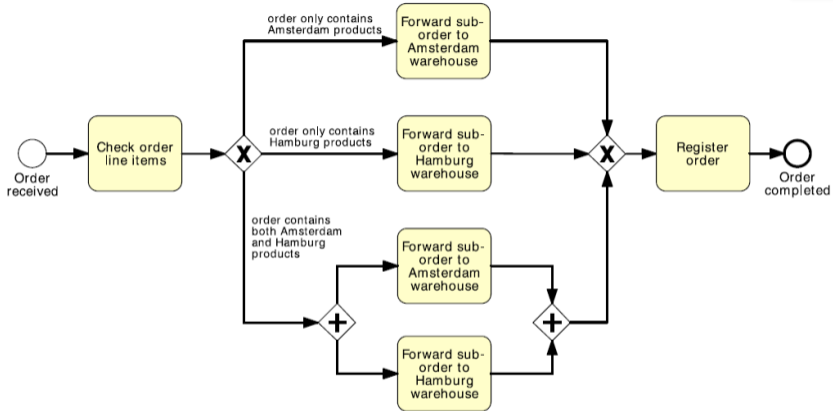 order only contains
Amsterdam products
Forward sub-
order to
Amsterdam
warehouse
Order
received
Check order
line items
X
order only contains
Hamburg products
Forward sub-
order to
Hamburg
warehouse
X
Register
order
Order
completed
order contains
both Amsterdam
and Hamburg
products
+
Forward sub-
order to
Amsterdam
warehouse
+
Forward sub-
order to
Hamburg
warehouse